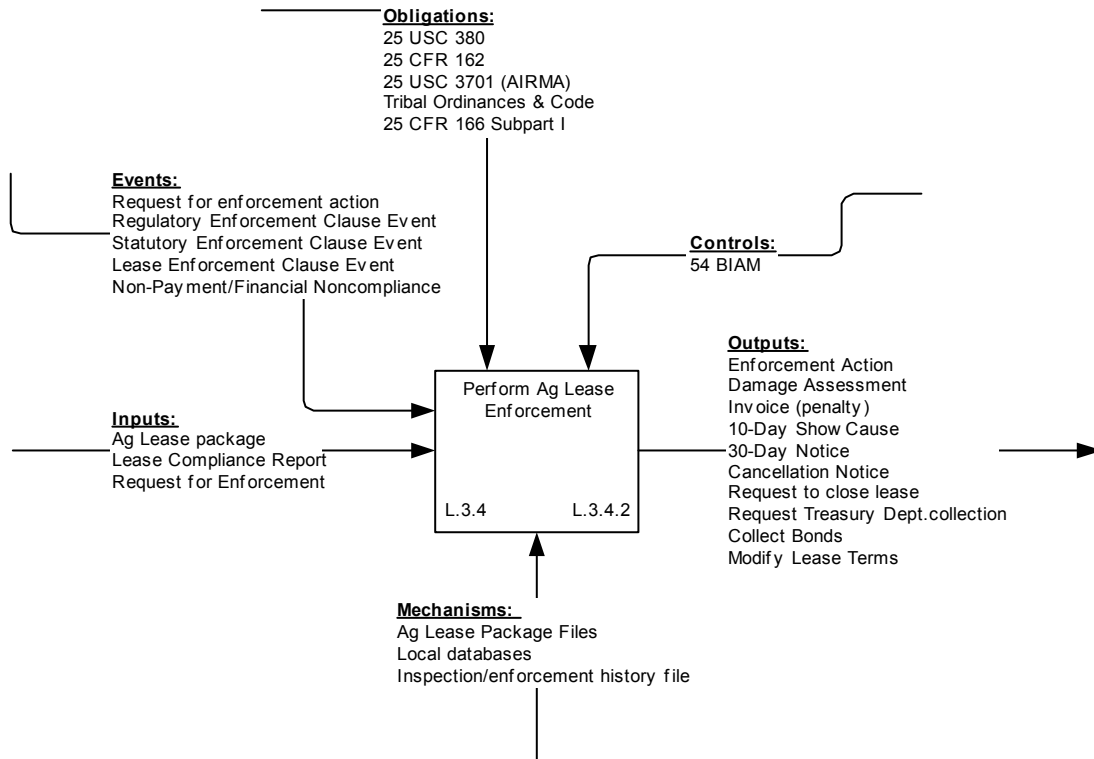 Obligations:
25 USC 380
25 CFR 162
25 USC 3701 (AIRMA)
Tribal Ordinances & Code
25 CFR 166 Subpart I
Events:
Request for enforcement action
Regulatory Enforcement Clause Event
Statutory Enforcement Clause Event
Lease Enforcement Clause Event
Non-Payment/Financial Noncompliance
Controls:
54 BIAM
Inputs:
Ag Lease package
Lease Compliance Report
Request for Enforcement
Perform Ag Lease
Enforcement
L.3.4 L.3.4.2
Outputs:
Enforcement Action
Damage Assessment
Invoice (penalty)
10-Day Show Cause
30-Day Notice
Cancellation Notice
Request to close lease
Request Treasury Dept.collection
Collect Bonds
Modify Lease Terms
Mechanisms:
Ag Lease Package Files
Local databases
Inspection/enforcement history file